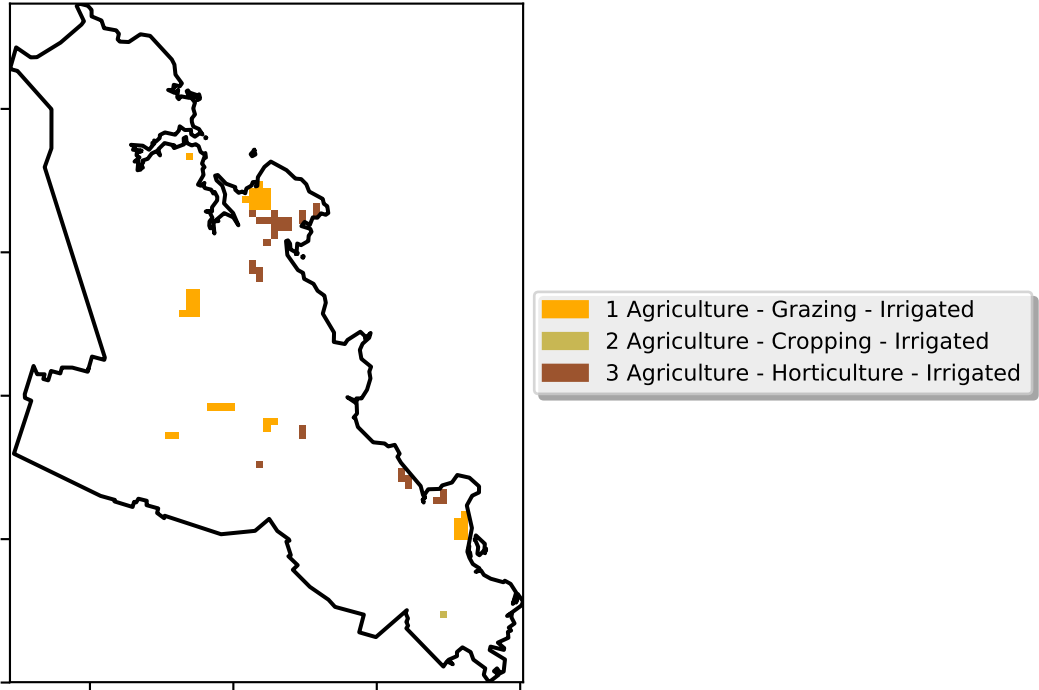 1 Agriculture - Grazing - Irrigated
2 Agriculture - Cropping - Irrigated
3 Agriculture - Horticulture - Irrigated